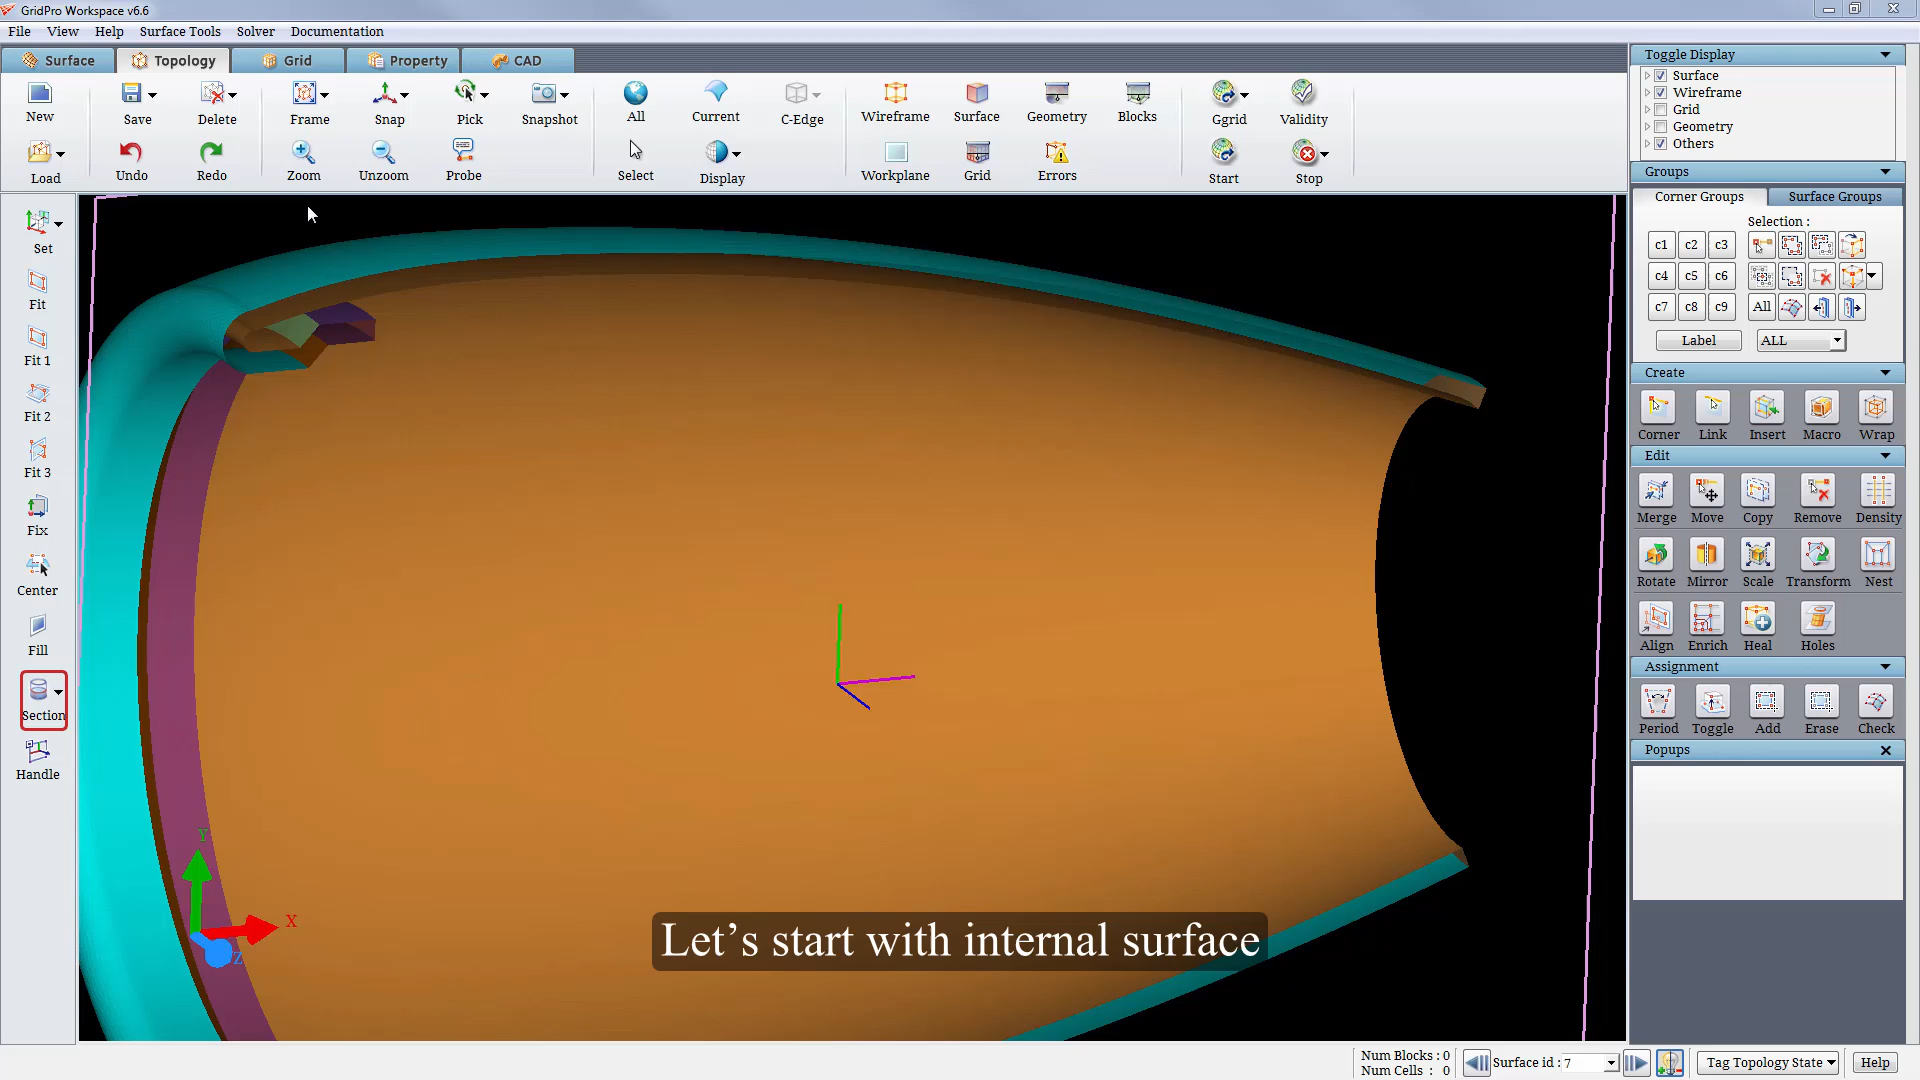 GridPro Workspace v6.6
File View Help Surface Tools Solver Documentation
Surface Topology Grid Property CAD
New Save Delete Frame Snap Pick Snapshot All Current C-Edge Wireframe Surface Geometry Blocks Ggrid Validity
Load Undo Redo Zoom Unzoom Probe Select Display Workplane Grid Errors Start Stop
Set
Fit
Fit 1
Fit 2
Fit 3
Fix
Center
Fill
Section
Handle
Y
X
Z
Let’s start with internal surface
Toggle Display
Surface
Wireframe
Grid
Geometry
Others
Groups
Corner Groups Surface Groups
Selection :
c1 c2 c3
c4 c5 c6
c7 c8 c9 All
Label ALL
Create
Corner Link Insert Macro Wrap
Edit
Merge Move Copy Remove Density
Rotate Mirror Scale Transform Nest
Align Enrich Heal Holes
Assignment
Period Toggle Add Erase Check
Popups
Num Blocks : 0
Num Cells : 0
Surface id : 7
Tag Topology State
Help